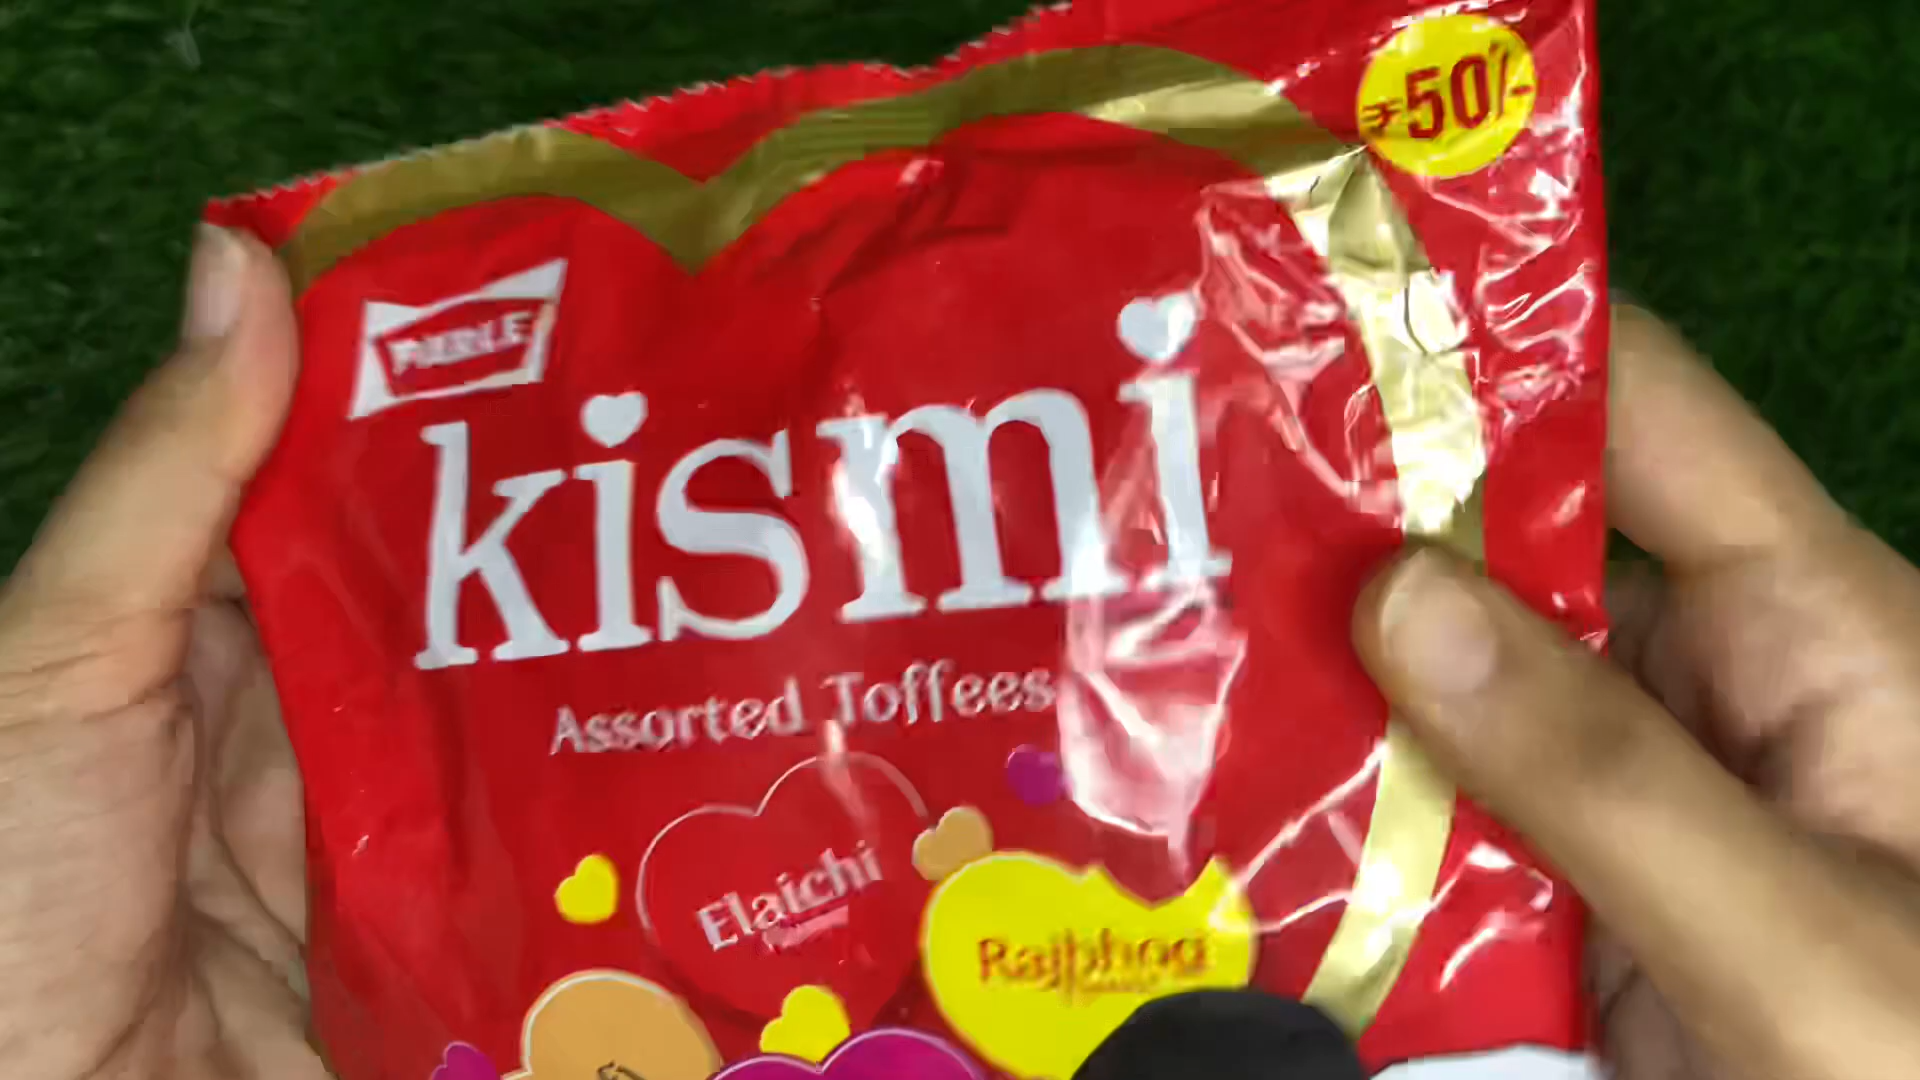 ₹50/-
PARLE
kismi
Assorted Toffees
Elaichi
Rajbhog